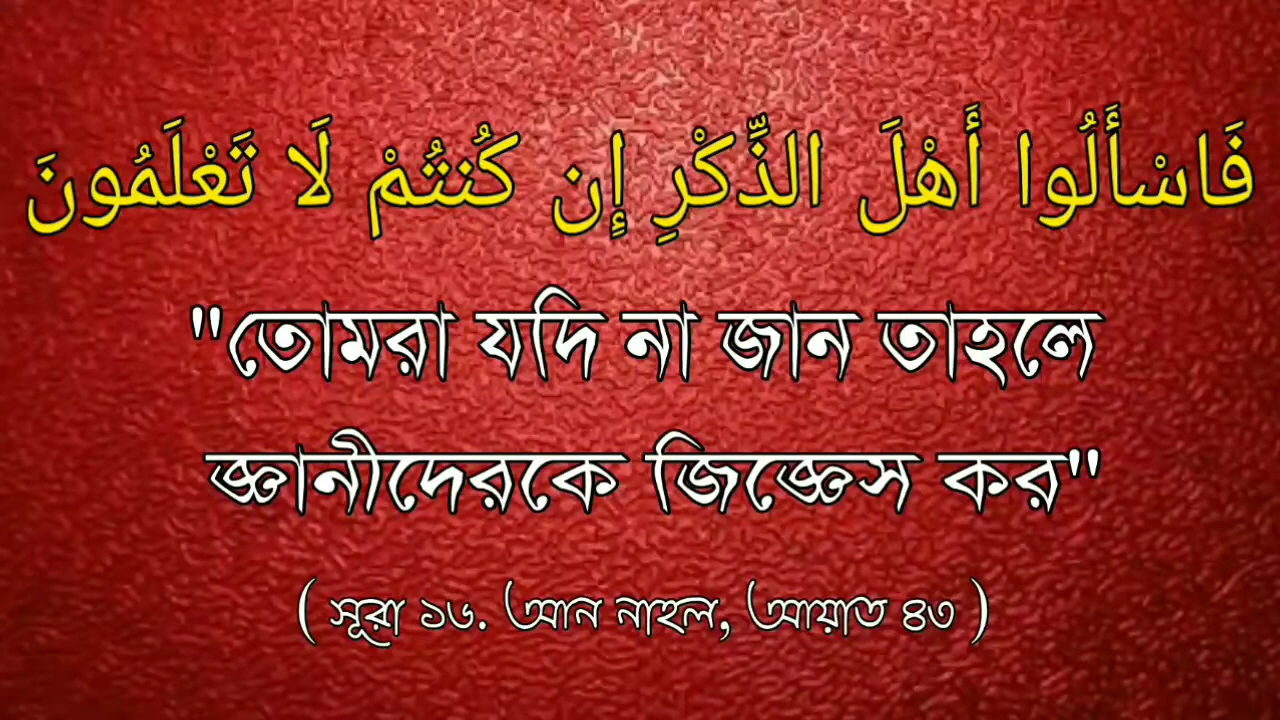 فَاسْأَلُوا أَهْلَ الذِّكْرِ إِن كُنتُمْ لَا تَعْلَمُونَ
"তোমরা যদি না জান তাহলে
জ্ঞানীদেরকে জিজ্ঞেস কর"
( সূরা ১৬. আন নাহল, আয়াত ৪৩ )